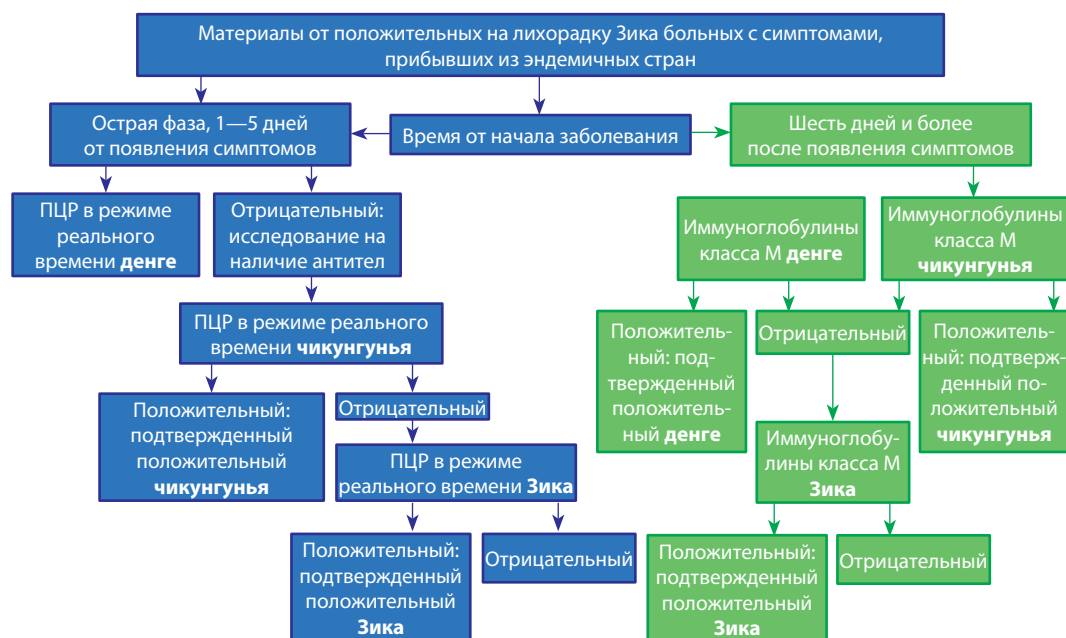 Материалы от положительных на лихорадку Зика больных с симптомами,
прибывших из эндемичных стран
Острая фаза, 1—5 дней
от появления симптомов
Время от начала заболевания
Шесть дней и более
после появления симптомов
ПЦР в режиме
реального
времени денге
Отрицательный:
исследование на
наличие антител
Иммуноглобулины
класса М денге
Иммуноглобулины
класса М
чикунгунья
ПЦР в режиме реального
времени чикунгунья
Положитель-
ный: под-
твержденный
положитель-
ный денге
Отрицательный
Положитель-
ный: подтверж-
денный по-
ложительный
чикунгунья
Положительный:
подтвержденный
положительный
чикунгунья
Отрицательный
ПЦР в режиме
реального времени Зика
Иммуноглобу-
лины класса М
Зика
Положительный:
подтвержденный
положительный
Зика
Отрицательный
Положительный:
подтвержденный
положительный
Зика
Отрицательный